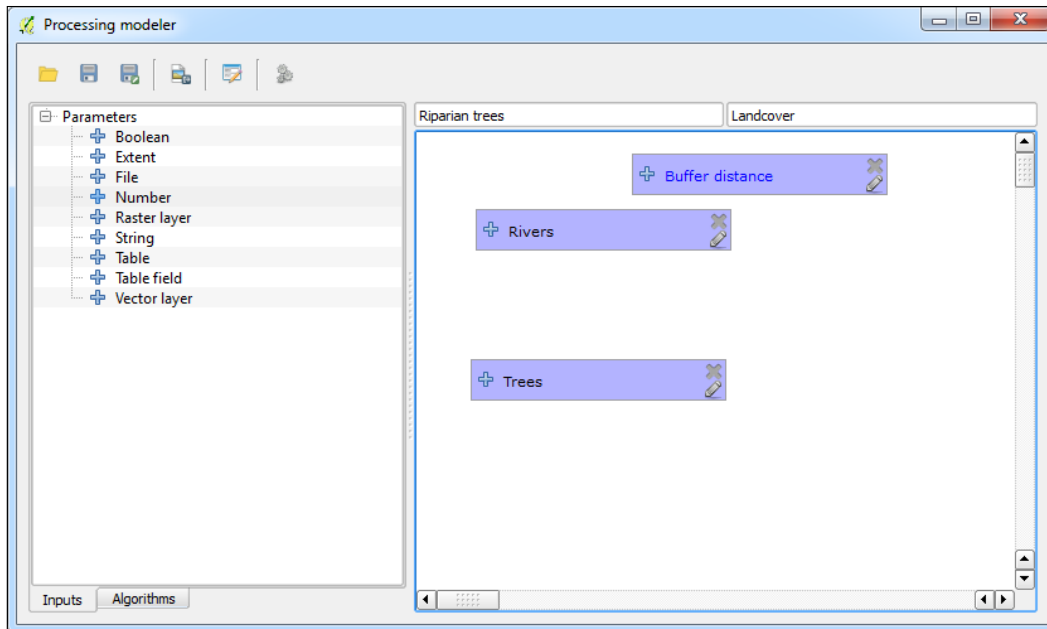 Processing modeler
Parameters
Boolean
Extent
File
Number
Raster layer
String
Table
Table field
Vector layer
Inputs
Algorithms
Riparian trees
Landcover
Buffer distance
Rivers
Trees